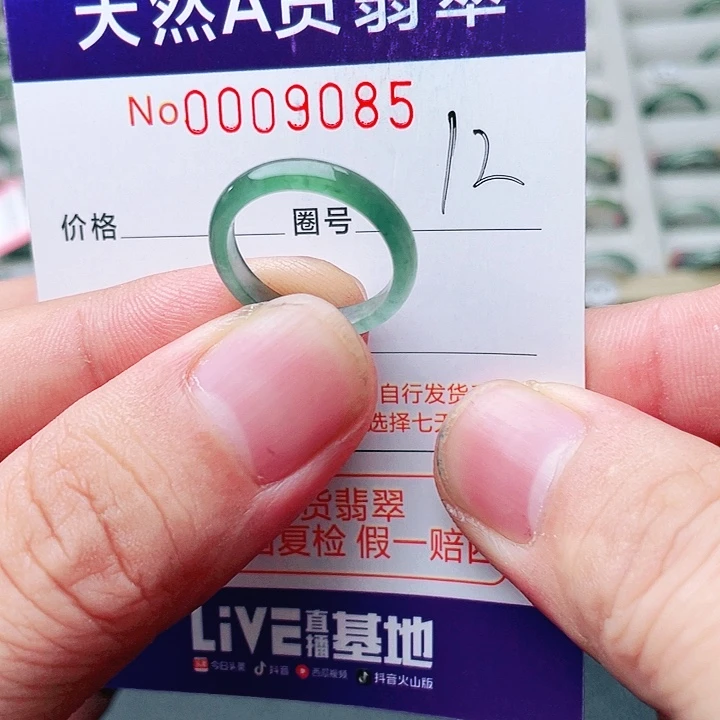 天然A货翡翠
No0009085
12
价格 圈号
自行发货
选择七天
货翡翠
复检 假一赔
LiVE直播基地
今日头条 抖音 西瓜视频 抖音火山版